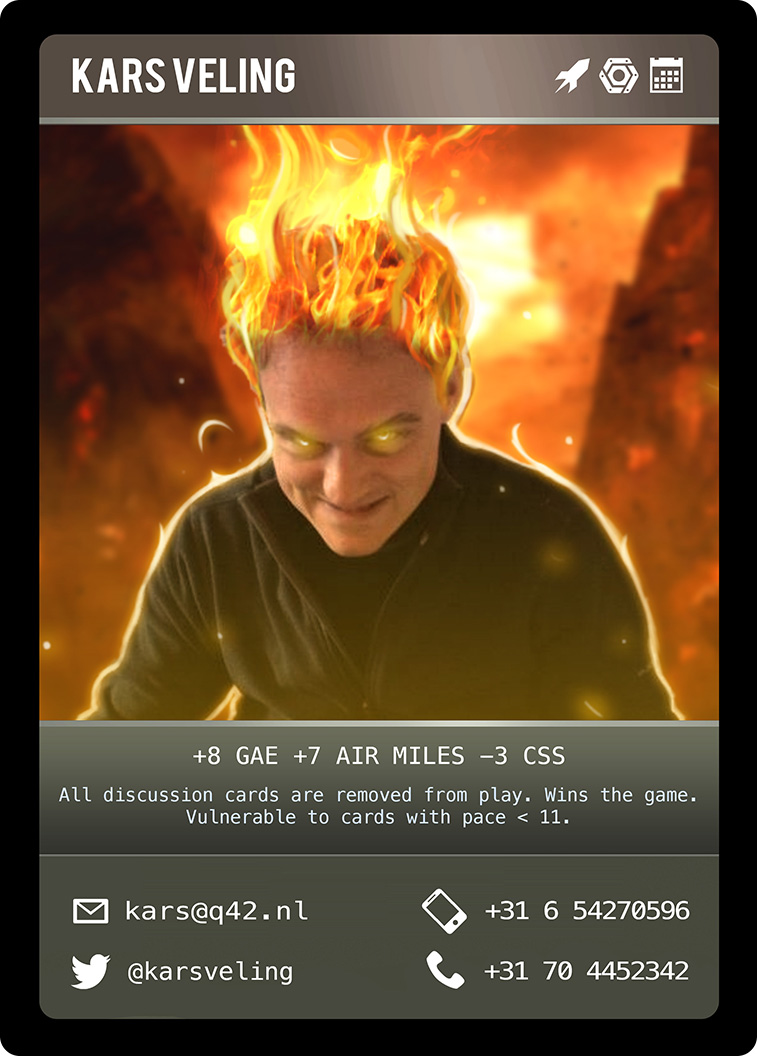 KARS VELING
+8 GAE +7 AIR MILES −3 CSS
All discussion cards are removed from play. Wins the game.
Vulnerable to cards with pace < 11.
kars@q42.nl
+31 6 54270596
@karsveling
+31 70 4452342